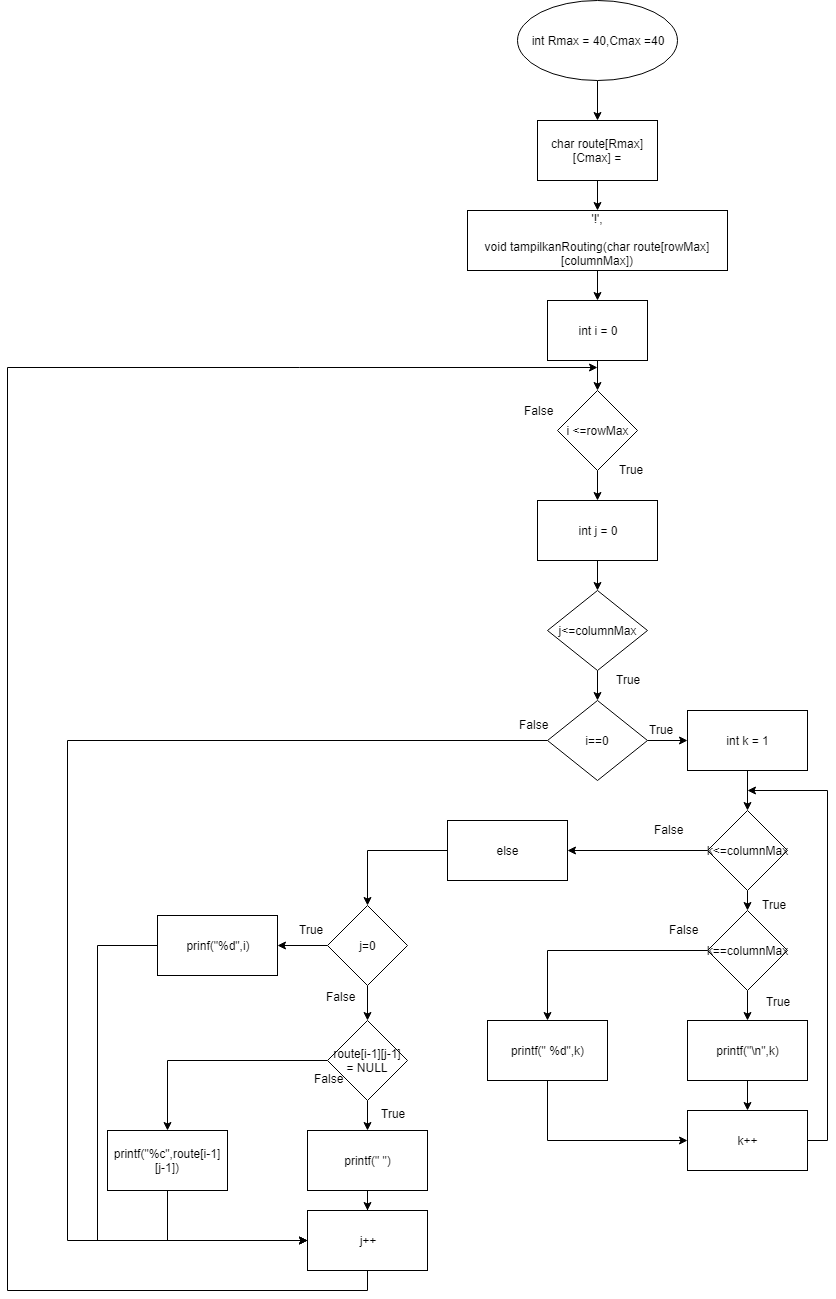 int Rmax = 40,Cmax =40
char route[Rmax]
[Cmax] =
'!',
void tampilkanRouting(char route[rowMax]
[columnMax])
int i = 0
False
i <=rowMax
True
int j = 0
j<=columnMax
True
False
i==0
True
int k = 1
else
False
k<=columnMax
True
prinf("%d",i)
True
j=0
False
False
k==columnMax
True
route[i-1][j-1]
= NULL
False
True
printf(" %d",k)
printf("\n",k)
printf("%c",route[i-1]
[j-1])
printf(" ")
k++
j++